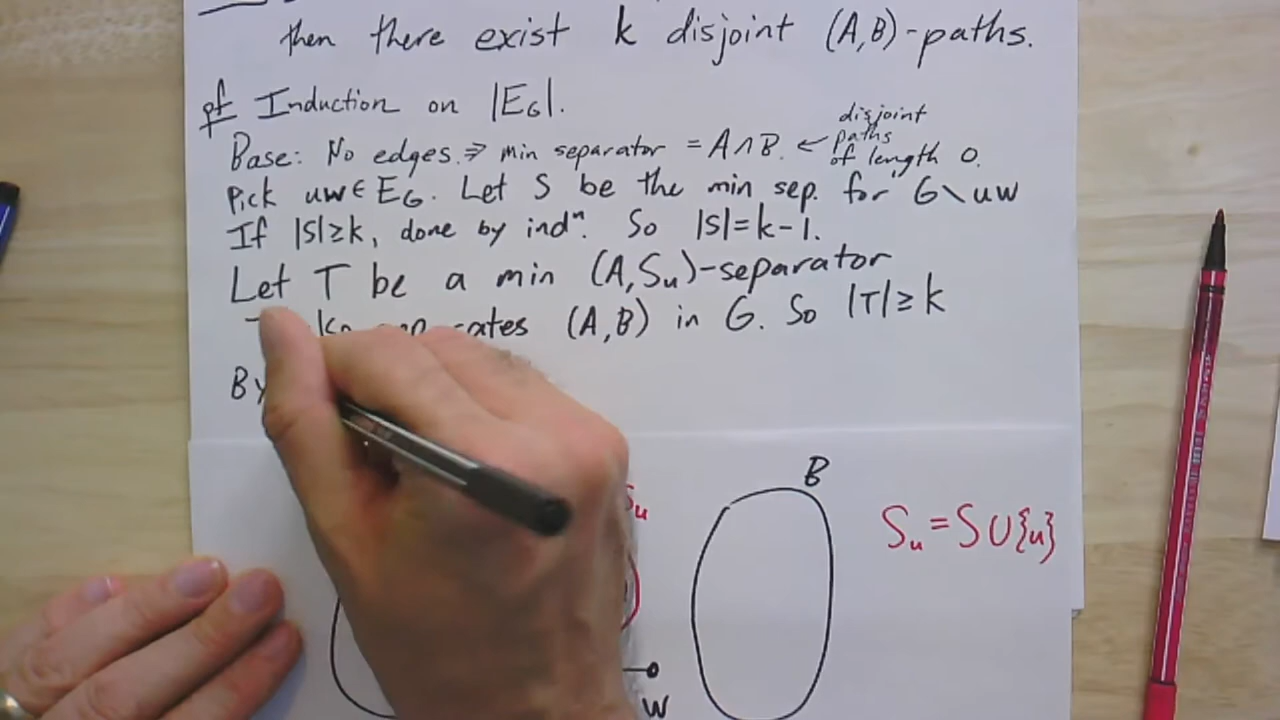 then there exist k disjoint (A,B)-paths.
pf Induction on |E_G|.
Base: No edges. ⇒ min separator = A∩B. ← disjoint paths of length 0.
Pick uw ∈ E_G. Let S be the min sep. for G\uw
If |S|≥k, done by indⁿ. So |S|=k-1.
Let T be a min (A,S_u)-separator
(A,B) in G. So |T|≥k
By
B
S_u = S∪{u}
w